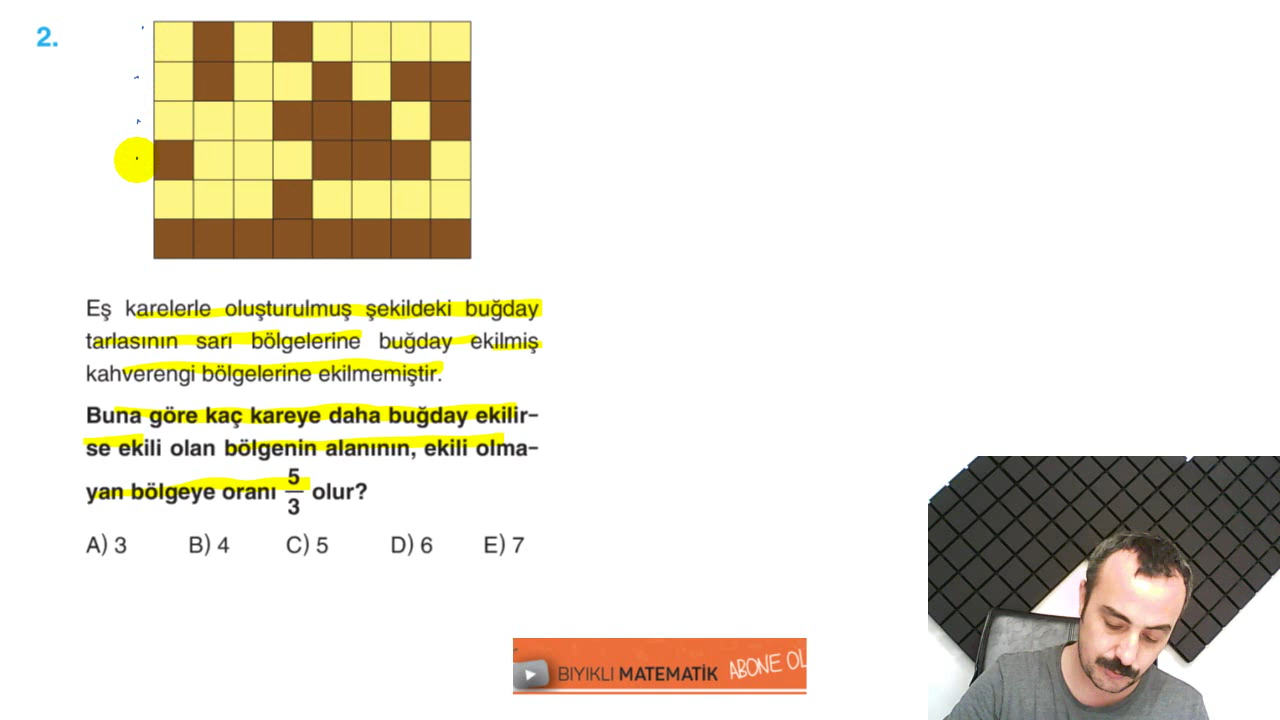 2.
Eş karelerle oluşturulmuş şekildeki buğday
tarlasının sarı bölgelerine buğday ekilmiş
kahverengi bölgelerine ekilmemiştir.
Buna göre kaç kareye daha buğday ekilir-
se ekili olan bölgenin alanının, ekili olma-
yan bölgeye oranı 5/3 olur?
A) 3 B) 4 C) 5 D) 6 E) 7
BIYIKLI MATEMATİK ABONE OL